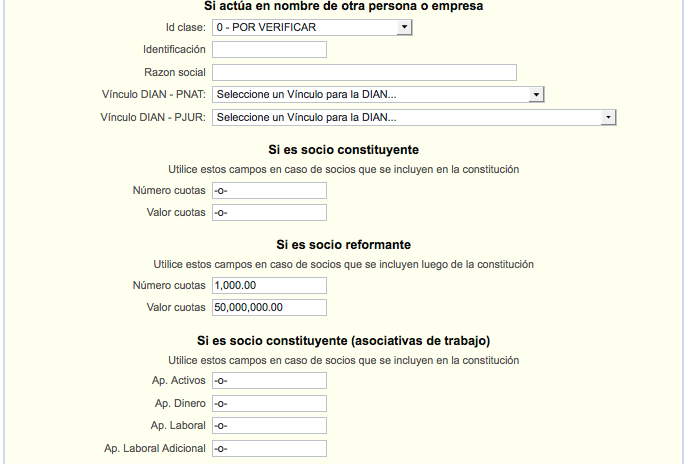 Si actúa en nombre de otra persona o empresa
Id clase: 0 - POR VERIFICAR
Identificación
Razon social
Vínculo DIAN - PNAT: Seleccione un Vínculo para la DIAN...
Vínculo DIAN - PJUR: Seleccione un Vínculo para la DIAN...
Si es socio constituyente
Utilice estos campos en caso de socios que se incluyen en la constitución
Número cuotas -o-
Valor cuotas -o-
Si es socio reformante
Utilice estos campos en caso de socios que se incluyen luego de la constitución
Número cuotas 1,000.00
Valor cuotas 50,000,000.00
Si es socio constituyente (asociativas de trabajo)
Utilice estos campos en caso de socios que se incluyen en la constitución
Ap. Activos -o-
Ap. Dinero -o-
Ap. Laboral -o-
Ap. Laboral Adicional -o-